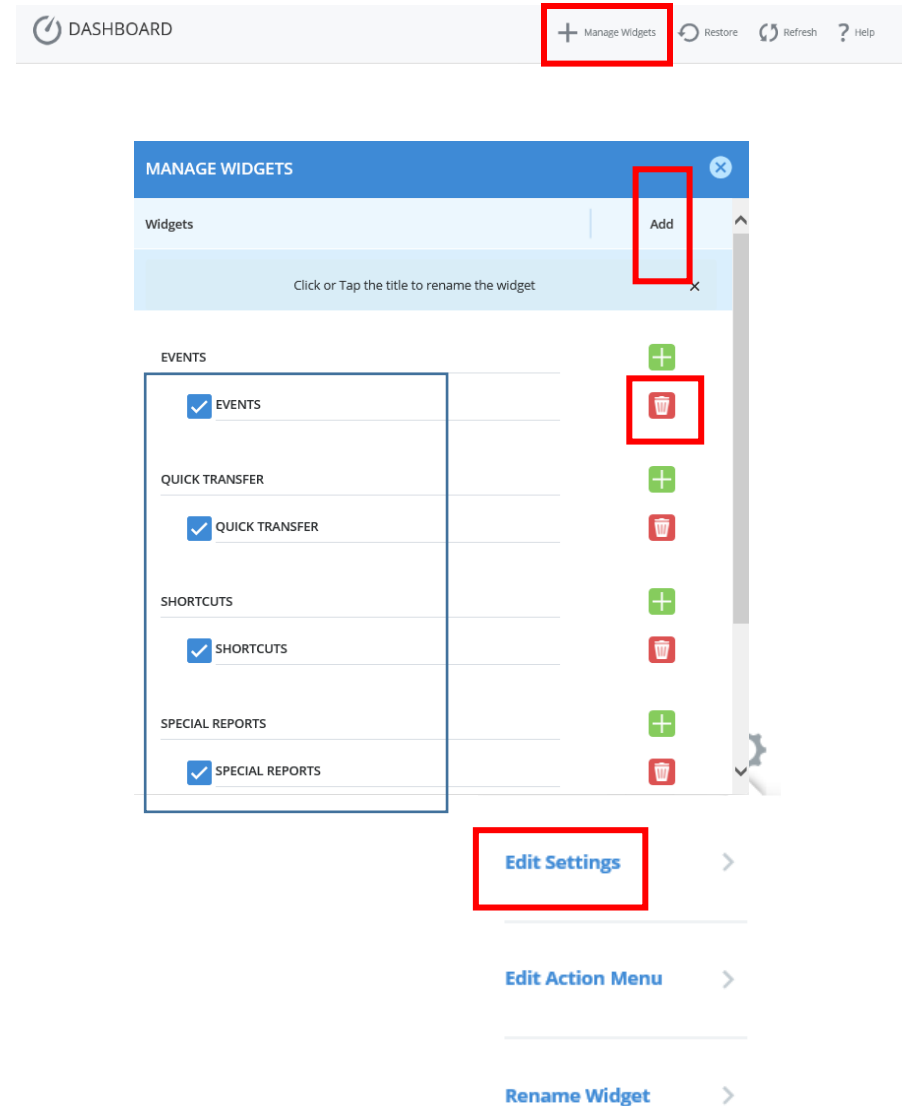 DASHBOARD Manage Widgets Restore Refresh ? Help
MANAGE WIDGETS
Widgets Add
Click or Tap the title to rename the widget
EVENTS
EVENTS
QUICK TRANSFER
QUICK TRANSFER
SHORTCUTS
SHORTCUTS
SPECIAL REPORTS
SPECIAL REPORTS
Edit Settings
Edit Action Menu
Rename Widget